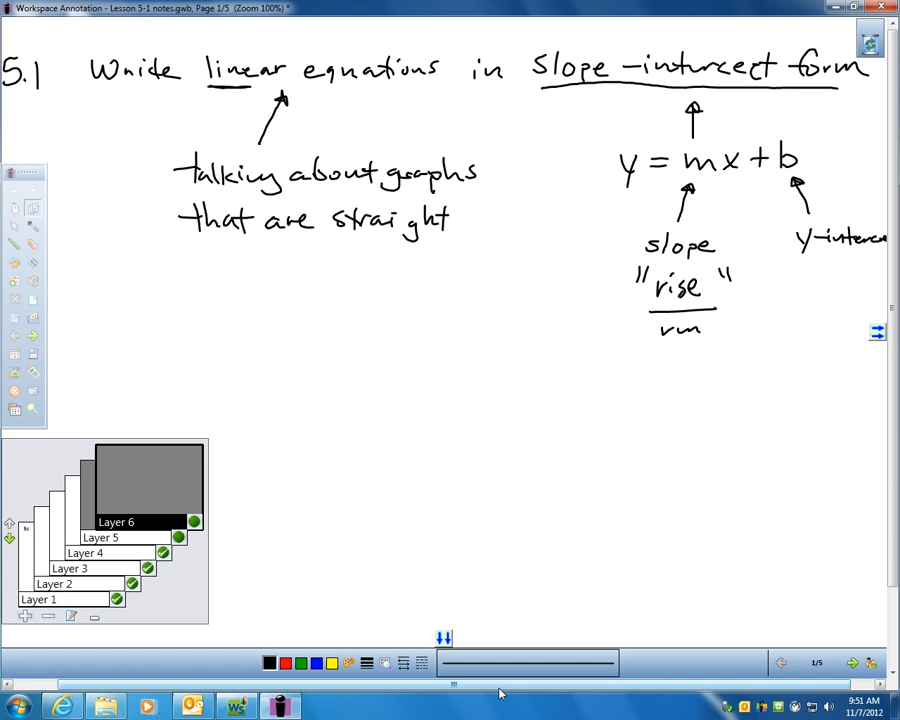 Workspace Annotation - Lesson 5-1 notes.gwb, Page 1/5 (Zoom 100%) *
5.1 Write linear equations in slope-intercept form
talking about graphs
that are straight
y = mx + b
slope
"rise"
run
Layer 6
Layer 5
Layer 4
Layer 3
Layer 2
Layer 1
1/5
9:51 AM
11/7/2012